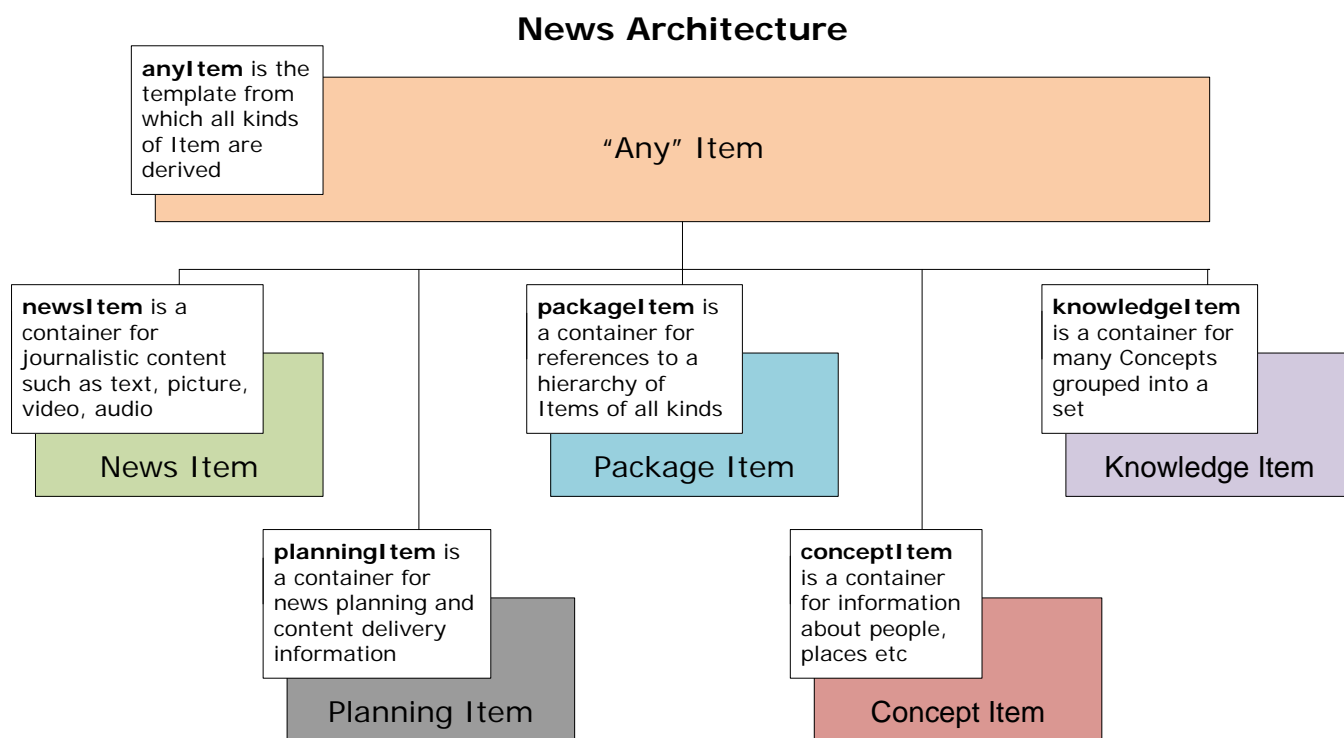 News Architecture
anyItem is the
template from
which all kinds
of Item are
derived
“Any” Item
newsItem is a
container for
journalistic content
such as text, picture,
video, audio
News Item
packageItem is
a container for
references to a
hierarchy of
Items of all kinds
Package Item
knowledgeItem
is a container for
many Concepts
grouped into a
set
Knowledge Item
planningItem is
a container for
news planning and
content delivery
information
Planning Item
conceptItem
is a container
for information
about people,
places etc
Concept Item